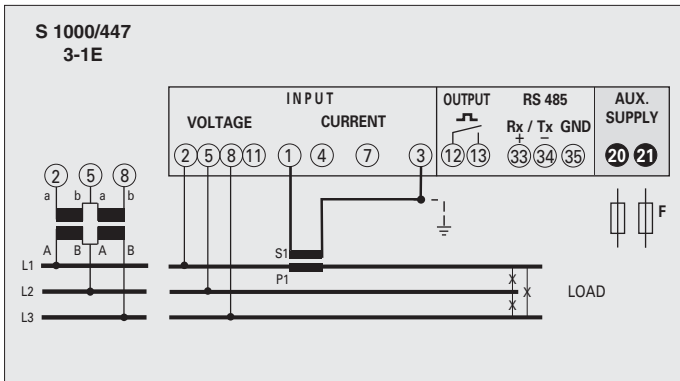 S 1000/447
3-1E
INPUT
OUTPUT
RS 485
AUX.
SUPPLY
VOLTAGE
CURRENT
Rx / Tx GND
+ −
2 5 8 11 1 4 7 3 12 13 33 34 35 20 21
2 5 8
a b a b
F
A B A B
S1
P1
L1
L2
L3
X
X
X
LOAD